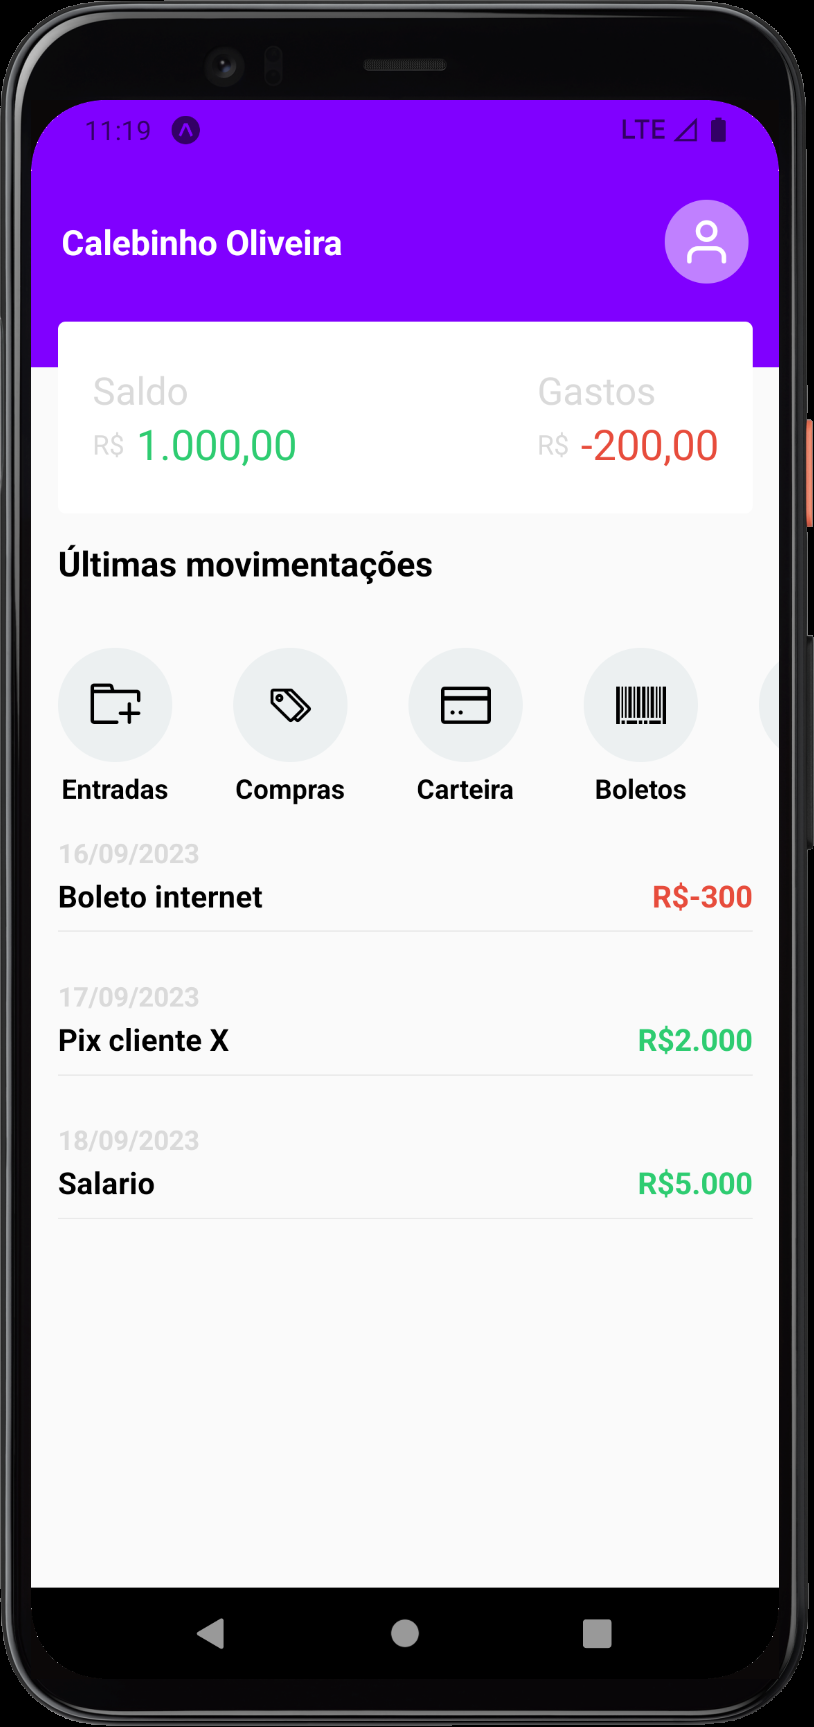 11:19 LTE
Calebinho Oliveira
Saldo Gastos
R$ 1.000,00 R$ -200,00
Últimas movimentações
Entradas Compras Carteira Boletos
16/09/2023
Boleto internet R$-300
17/09/2023
Pix cliente X R$2.000
18/09/2023
Salario R$5.000